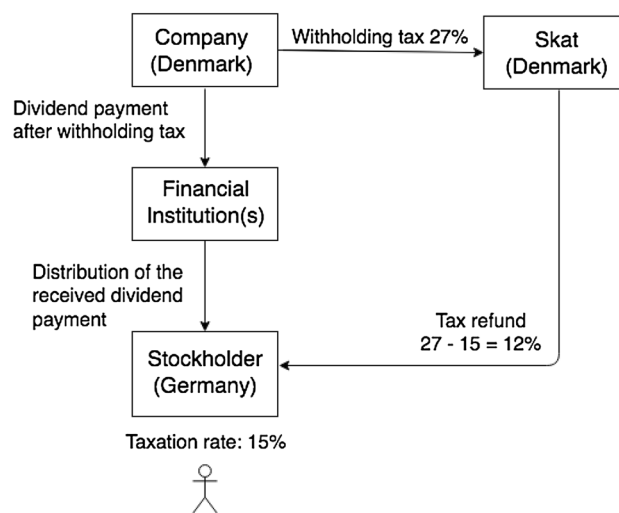 Company
(Denmark)
Withholding tax 27%
Skat
(Denmark)
Dividend payment
after withholding tax
Financial
Institution(s)
Distribution of the
received dividend
payment
Tax refund
27 - 15 = 12%
Stockholder
(Germany)
Taxation rate: 15%